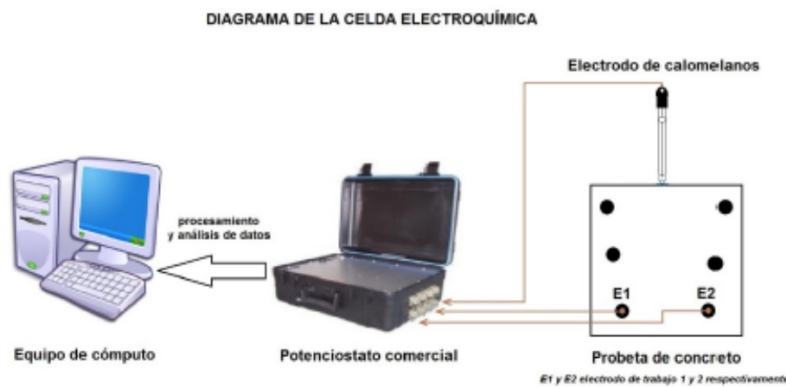 DIAGRAMA DE LA CELDA ELECTROQUÍMICA
Electrodo de calomelanos
procesamiento
y análisis de datos
E1 E2
Equipo de cómputo
Potenciostato comercial
Probeta de concreto
E1 y E2 electrodo de trabajo 1 y 2 respectivamente